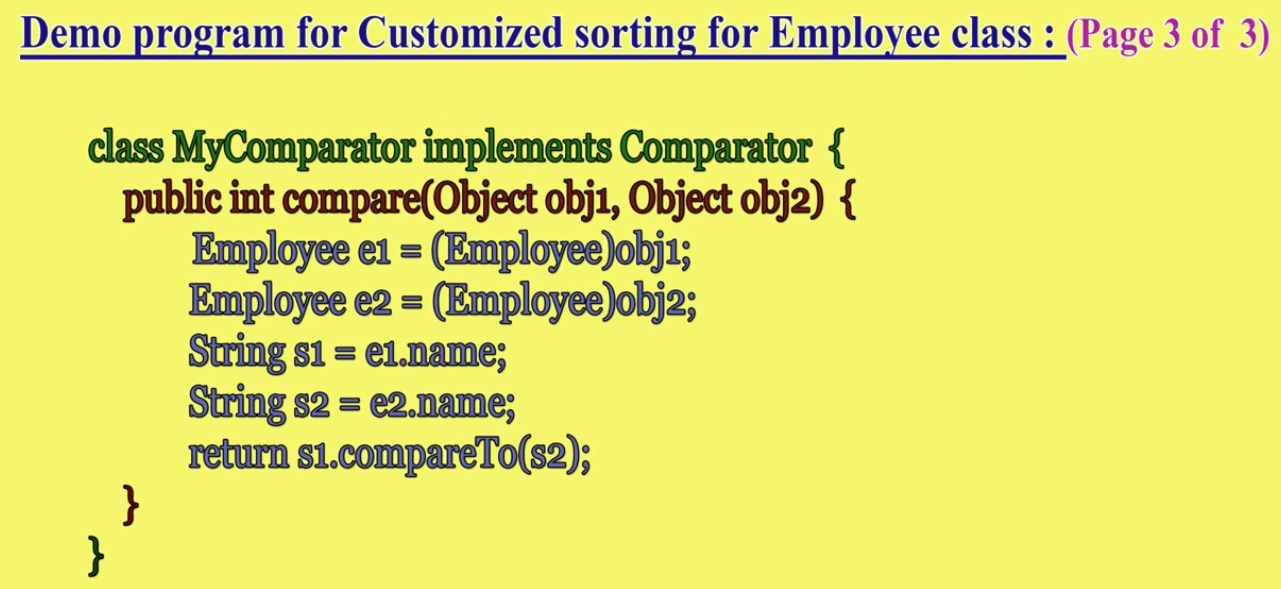 Demo program for Customized sorting for Employee class : (Page 3 of 3)
class MyComparator implements Comparator {
public int compare(Object obj1, Object obj2) {
Employee e1 = (Employee)obj1;
Employee e2 = (Employee)obj2;
String s1 = e1.name;
String s2 = e2.name;
return s1.compareTo(s2);
}
}